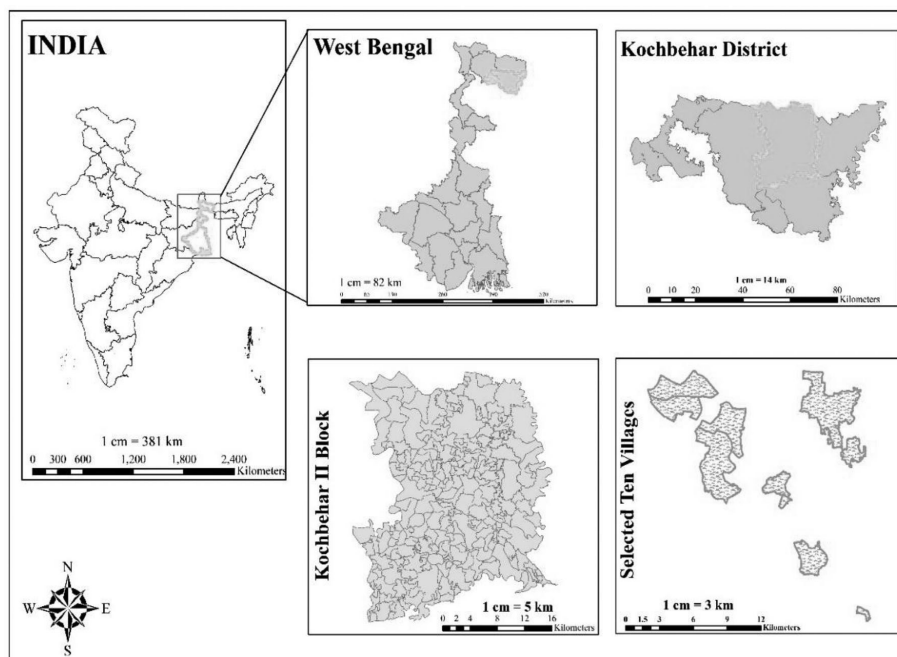 INDIA
1 cm = 381 km
0 300 600 1,200 1,800 2,400
Kilometers
West Bengal
1 cm = 82 km
Kilometers
Kochbehar District
1 cm = 14 km
0 10 20 40 60 80
Kilometers
Kochbehar II Block
1 cm = 5 km
0 2 4 8 12 16
Kilometers
Selected Ten Villages
1 cm = 3 km
0 1.5 3 6 9 12
Kilometers
N
W E
S